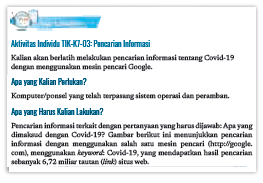 Aktivitas Individu TIK-K7-03: Pencarian Informasi
Kalian akan berlatih melakukan pencarian informasi tentang Covid-19
dengan menggunakan mesin pencari Google.
Apa yang Kalian Perlukan?
Komputer/ponsel yang telah terpasang sistem operasi dan peramban.
Apa yang Harus Kalian Lakukan?
Pencarian informasi terkait dengan pertanyaan yang harus dijawab: Apa yang
dimaksud dengan Covid-19? Gambar berikut ini menunjukkan pencarian
informasi dengan menggunakan salah satu mesin pencari (http://google.
com), menggunakan keyword: Covid-19, yang mendapatkan hasil pencarian
sebanyak 6,72 miliar tautan (link) situs web.